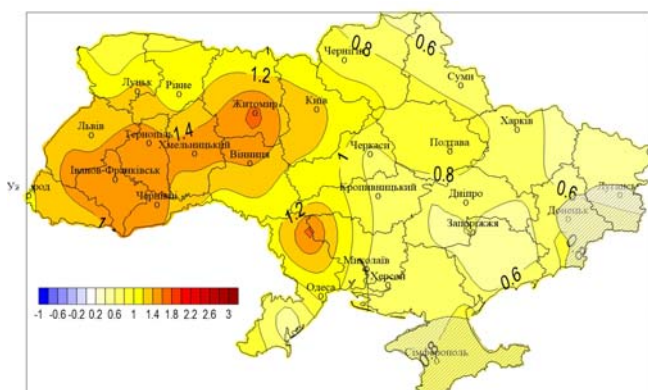 0.8
0.6
Чернігів
Суми
1.2
Луцьк
Рівне
Житомир
Київ
Львів
1.4
Тернопіль
Хмельницький
Харків
Полтава
Черкаси
1
Вінниця
Івано-Франківськ
Ужгород
Чернівці
0.8
Кропивницький
Дніпро
0.6
Луганськ
Донецьк
Запоріжжя
1.2
Миколаїв
Херсон
Одеса
0.6
0.8
Сімферополь
-1 -0.6 -0.2 0.2 0.6 1 1.4 1.8 2.2 2.6 3